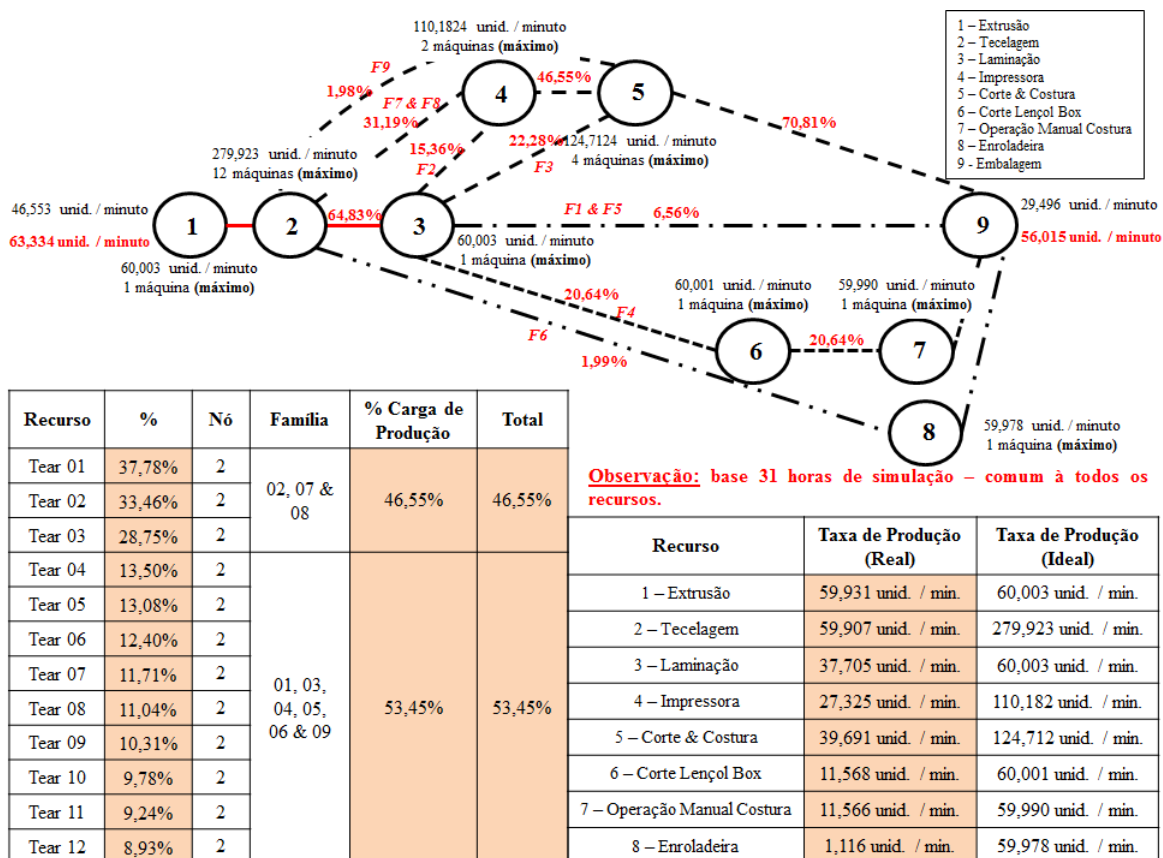 110,1824 unid. / minuto
2 máquinas (máximo)
1 – Extrusão
2 – Tecelagem
3 – Laminação
4 – Impressora
5 – Corte & Costura
6 – Corte Lençol Box
7 – Operação Manual Costura
8 – Enroladeira
9 - Embalagem
F9
1,98%
F7 & F8
31,19%
4
46,55%
5
70,81%
279,923 unid. / minuto
12 máquinas (máximo)
15,36%
F2
22,28%
F3
124,7124 unid. / minuto
4 máquinas (máximo)
46,553 unid. / minuto
63,334 unid. / minuto
1
2
64,83%
3
F1 & F5
6,56%
9
29,496 unid. / minuto
56,015 unid. / minuto
60,003 unid. / minuto
1 máquina (máximo)
60,003 unid. / minuto
1 máquina (máximo)
20,64%
F4
F6
1,99%
60,001 unid. / minuto
1 máquina (máximo)
59,990 unid. / minuto
1 máquina (máximo)
6
20,64%
7
8
59,978 unid. / minuto
1 máquina (máximo)
Recurso % Nó Família % Carga de Produção Total
Tear 01 37,78% 2
Tear 02 33,46% 2 02, 07 & 08 46,55% 46,55%
Tear 03 28,75% 2
Tear 04 13,50% 2
Tear 05 13,08% 2
Tear 06 12,40% 2
Tear 07 11,71% 2
Tear 08 11,04% 2 01, 03, 04, 05, 06 & 09 53,45% 53,45%
Tear 09 10,31% 2
Tear 10 9,78% 2
Tear 11 9,24% 2
Tear 12 8,93% 2
Observação: base 31 horas de simulação – comum à todos os
recursos.
Recurso Taxa de Produção (Real) Taxa de Produção (Ideal)
1 – Extrusão 59,931 unid. / min. 60,003 unid. / min.
2 – Tecelagem 59,907 unid. / min. 279,923 unid. / min.
3 – Laminação 37,705 unid. / min. 60,003 unid. / min.
4 – Impressora 27,325 unid. / min. 110,182 unid. / min.
5 – Corte & Costura 39,691 unid. / min. 124,712 unid. / min.
6 – Corte Lençol Box 11,568 unid. / min. 60,001 unid. / min.
7 – Operação Manual Costura 11,566 unid. / min. 59,990 unid. / min.
8 – Enroladeira 1,116 unid. / min. 59,978 unid. / min.